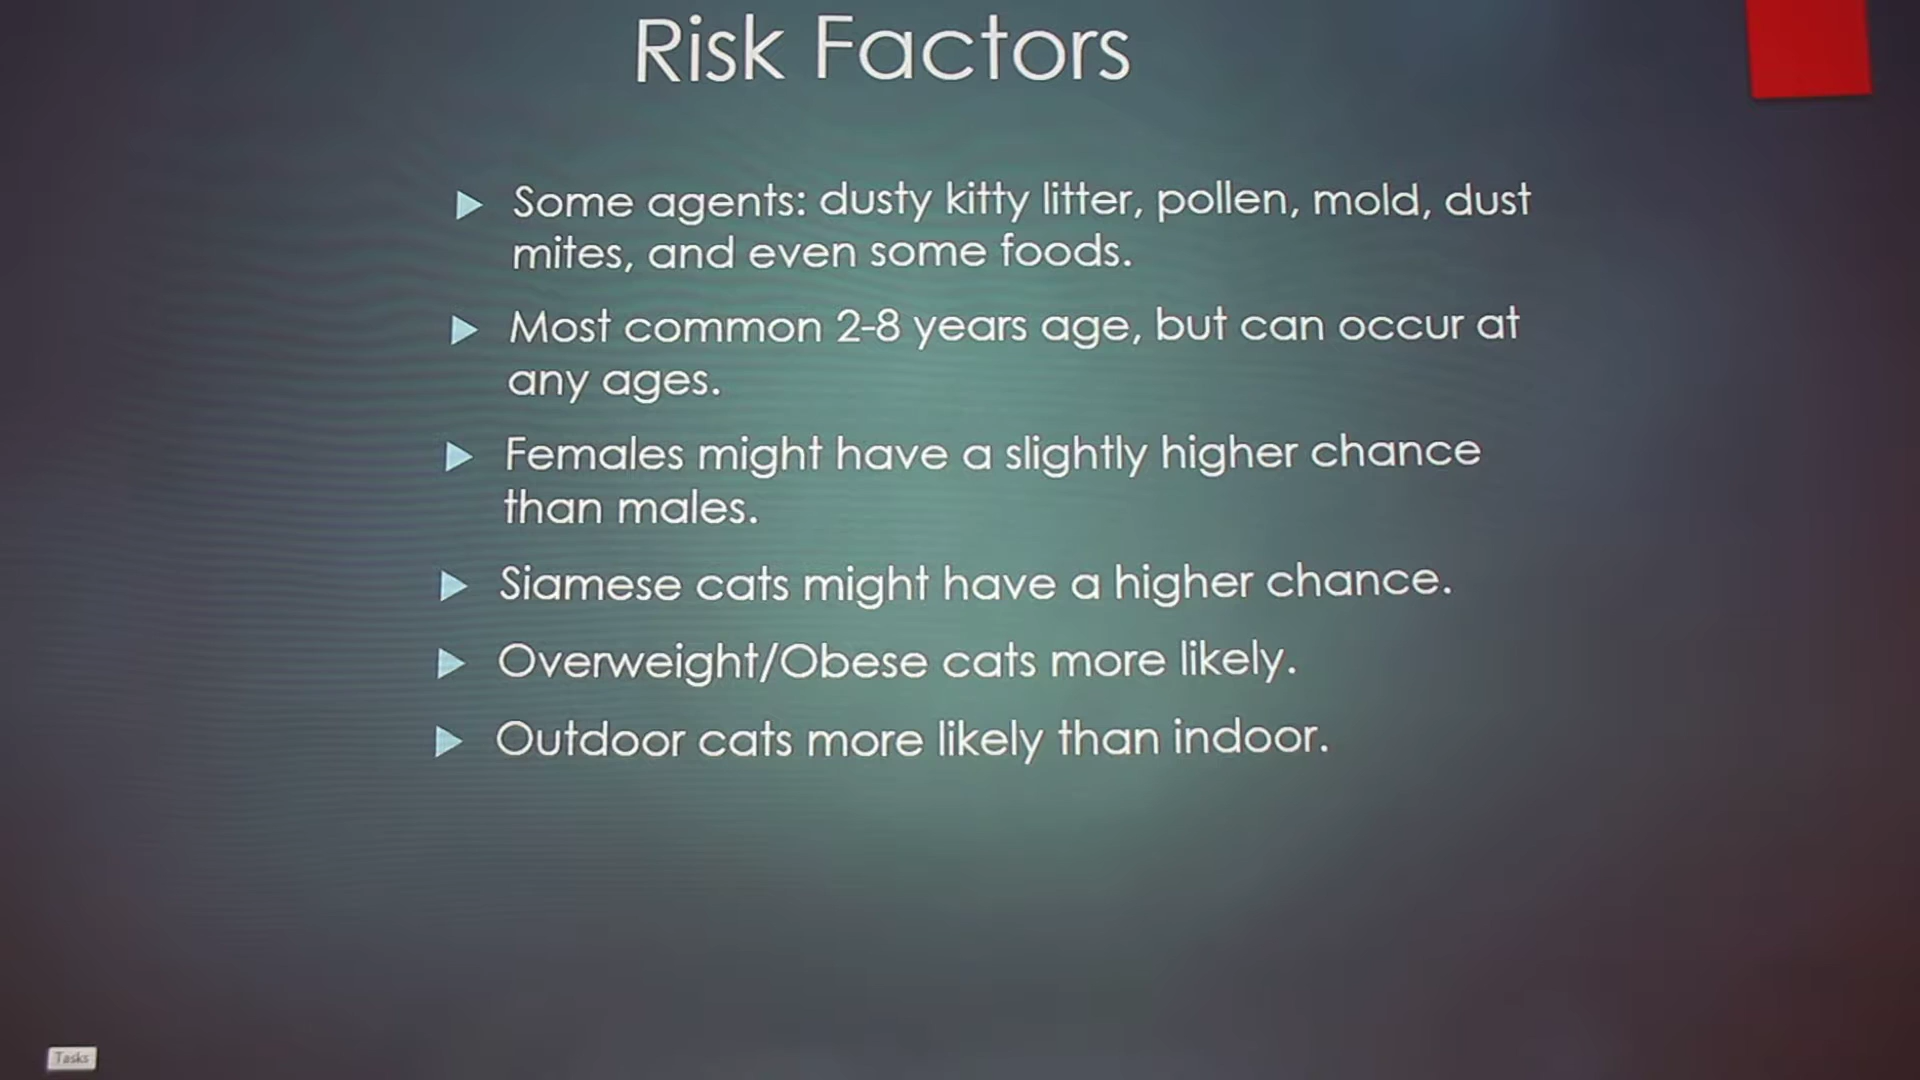 Risk Factors
Some agents: dusty kitty litter, pollen, mold, dust
mites, and even some foods.
Most common 2-8 years age, but can occur at
any ages.
Females might have a slightly higher chance
than males.
Siamese cats might have a higher chance.
Overweight/Obese cats more likely.
Outdoor cats more likely than indoor.
Tasks